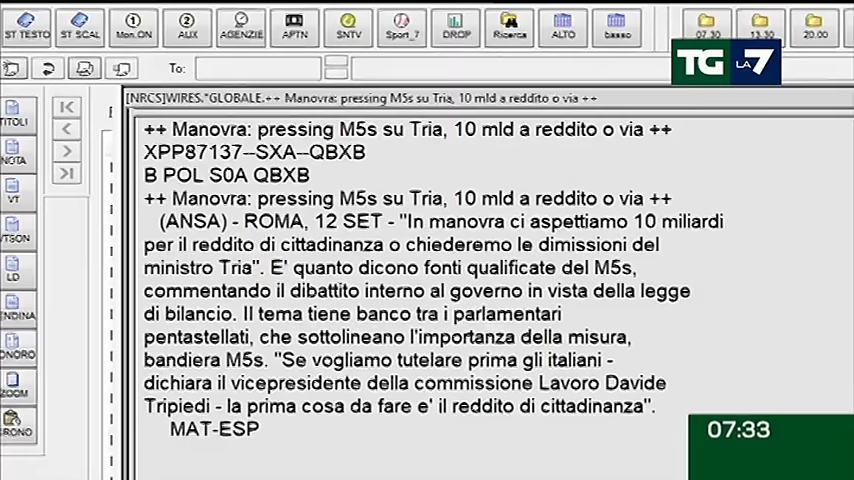 ST TESTO
ST SCAL
Mon.ON
AUX
AGENZIE
APTN
SNTV
Sport_7
DROP
Ricerca
ALTO
basso
07.30
13.30
20.00
To:
TG LA7
[NRCS]WIRES.*GLOBALE.++ Manovra: pressing M5s su Tria, 10 mld a reddito o via ++
TITOLI
NOTA
VT
VTSON
LD
ENDINA
ONORO
ZOOM
CRONO
++ Manovra: pressing M5s su Tria, 10 mld a reddito o via ++
XPP87137--SXA--QBXB
B POL S0A QBXB
++ Manovra: pressing M5s su Tria, 10 mld a reddito o via ++
(ANSA) - ROMA, 12 SET - "In manovra ci aspettiamo 10 miliardi
per il reddito di cittadinanza o chiederemo le dimissioni del
ministro Tria". E' quanto dicono fonti qualificate del M5s,
commentando il dibattito interno al governo in vista della legge
di bilancio. Il tema tiene banco tra i parlamentari
pentastellati, che sottolineano l'importanza della misura,
bandiera M5s. "Se vogliamo tutelare prima gli italiani -
dichiara il vicepresidente della commissione Lavoro Davide
Tripiedi - la prima cosa da fare e' il reddito di cittadinanza".
MAT-ESP
07:33